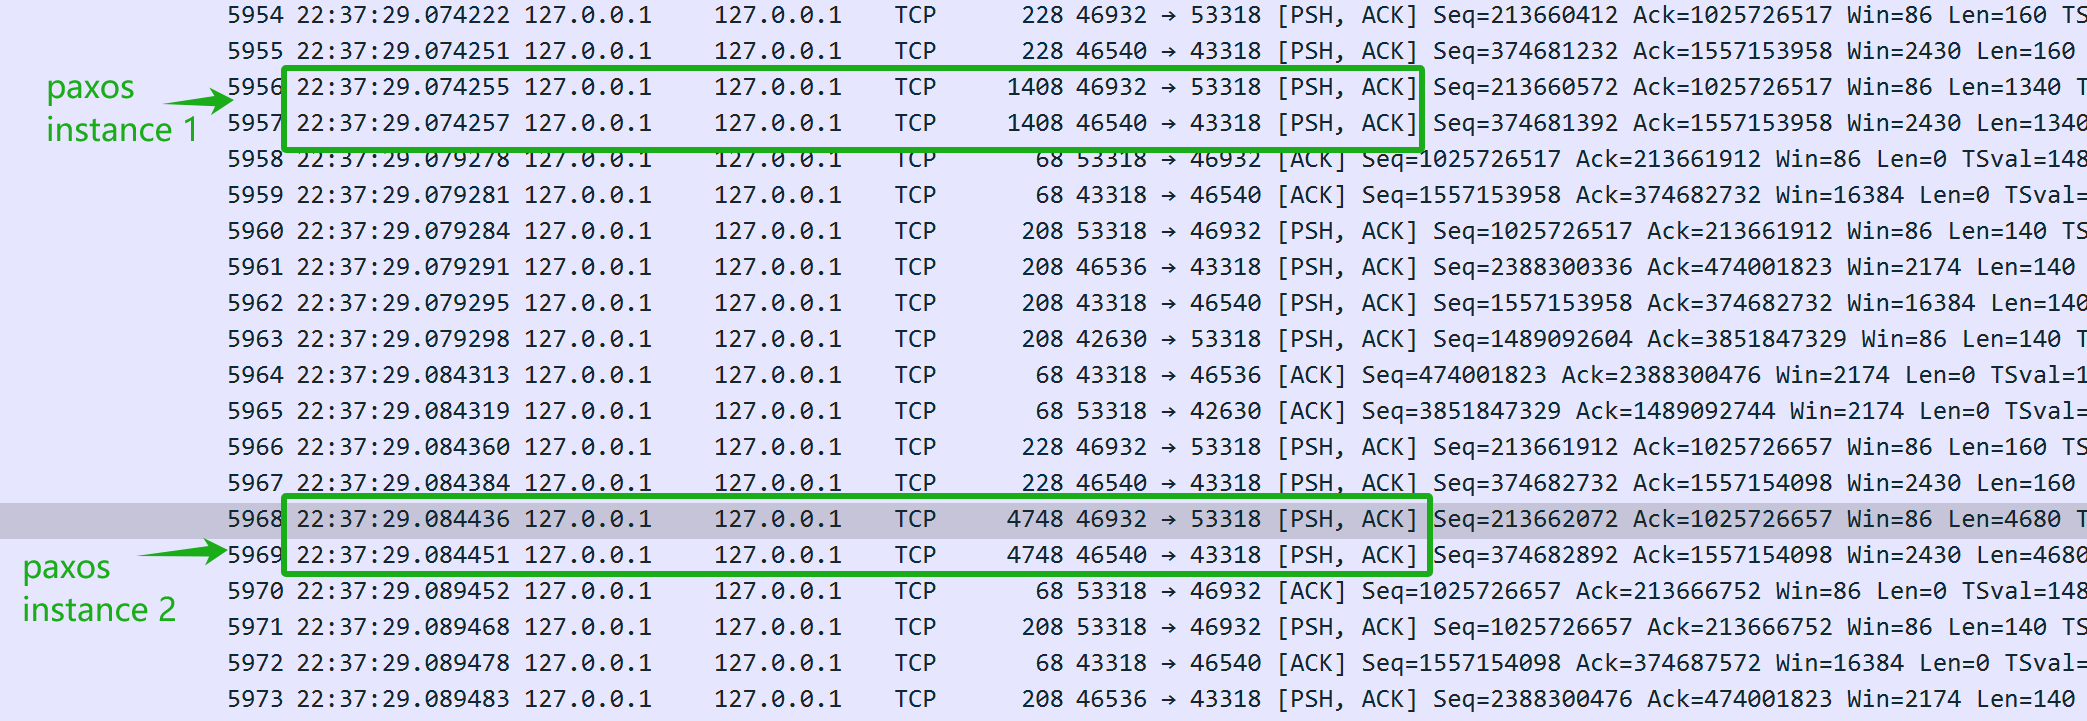 5954 22:37:29.074222 127.0.0.1 127.0.0.1 TCP 228 46932 → 53318 [PSH, ACK] Seq=213660412 Ack=1025726517 Win=86 Len=160 TS
5955 22:37:29.074251 127.0.0.1 127.0.0.1 TCP 228 46540 → 43318 [PSH, ACK] Seq=374681232 Ack=1557153958 Win=2430 Len=160
paxos
instance 1
5956 22:37:29.074255 127.0.0.1 127.0.0.1 TCP 1408 46932 → 53318 [PSH, ACK] Seq=213660572 Ack=1025726517 Win=86 Len=1340 T
5957 22:37:29.074257 127.0.0.1 127.0.0.1 TCP 1408 46540 → 43318 [PSH, ACK] Seq=374681392 Ack=1557153958 Win=2430 Len=1340
5958 22:37:29.079278 127.0.0.1 127.0.0.1 TCP 68 53318 → 46932 [ACK] Seq=1025726517 Ack=213661912 Win=86 Len=0 TSval=148
5959 22:37:29.079281 127.0.0.1 127.0.0.1 TCP 68 43318 → 46540 [ACK] Seq=1557153958 Ack=374682732 Win=16384 Len=0 TSval=
5960 22:37:29.079284 127.0.0.1 127.0.0.1 TCP 208 53318 → 46932 [PSH, ACK] Seq=1025726517 Ack=213661912 Win=86 Len=140 TS
5961 22:37:29.079291 127.0.0.1 127.0.0.1 TCP 208 46536 → 43318 [PSH, ACK] Seq=2388300336 Ack=474001823 Win=2174 Len=140
5962 22:37:29.079295 127.0.0.1 127.0.0.1 TCP 208 43318 → 46540 [PSH, ACK] Seq=1557153958 Ack=374682732 Win=16384 Len=140
5963 22:37:29.079298 127.0.0.1 127.0.0.1 TCP 208 42630 → 53318 [PSH, ACK] Seq=1489092604 Ack=3851847329 Win=86 Len=140 T
5964 22:37:29.084313 127.0.0.1 127.0.0.1 TCP 68 43318 → 46536 [ACK] Seq=474001823 Ack=2388300476 Win=2174 Len=0 TSval=1
5965 22:37:29.084319 127.0.0.1 127.0.0.1 TCP 68 53318 → 42630 [ACK] Seq=3851847329 Ack=1489092744 Win=2174 Len=0 TSval=
5966 22:37:29.084360 127.0.0.1 127.0.0.1 TCP 228 46932 → 53318 [PSH, ACK] Seq=213661912 Ack=1025726657 Win=86 Len=160 TS
5967 22:37:29.084384 127.0.0.1 127.0.0.1 TCP 228 46540 → 43318 [PSH, ACK] Seq=374682732 Ack=1557154098 Win=2430 Len=160
5968 22:37:29.084436 127.0.0.1 127.0.0.1 TCP 4748 46932 → 53318 [PSH, ACK] Seq=213662072 Ack=1025726657 Win=86 Len=4680 T
5969 22:37:29.084451 127.0.0.1 127.0.0.1 TCP 4748 46540 → 43318 [PSH, ACK] Seq=374682892 Ack=1557154098 Win=2430 Len=4680
paxos
instance 2
5970 22:37:29.089452 127.0.0.1 127.0.0.1 TCP 68 53318 → 46932 [ACK] Seq=1025726657 Ack=213666752 Win=86 Len=0 TSval=148
5971 22:37:29.089468 127.0.0.1 127.0.0.1 TCP 208 53318 → 46932 [PSH, ACK] Seq=1025726657 Ack=213666752 Win=86 Len=140 TS
5972 22:37:29.089478 127.0.0.1 127.0.0.1 TCP 68 43318 → 46540 [ACK] Seq=1557154098 Ack=374687572 Win=16384 Len=0 TSval=
5973 22:37:29.089483 127.0.0.1 127.0.0.1 TCP 208 46536 → 43318 [PSH, ACK] Seq=2388300476 Ack=474001823 Win=2174 Len=140